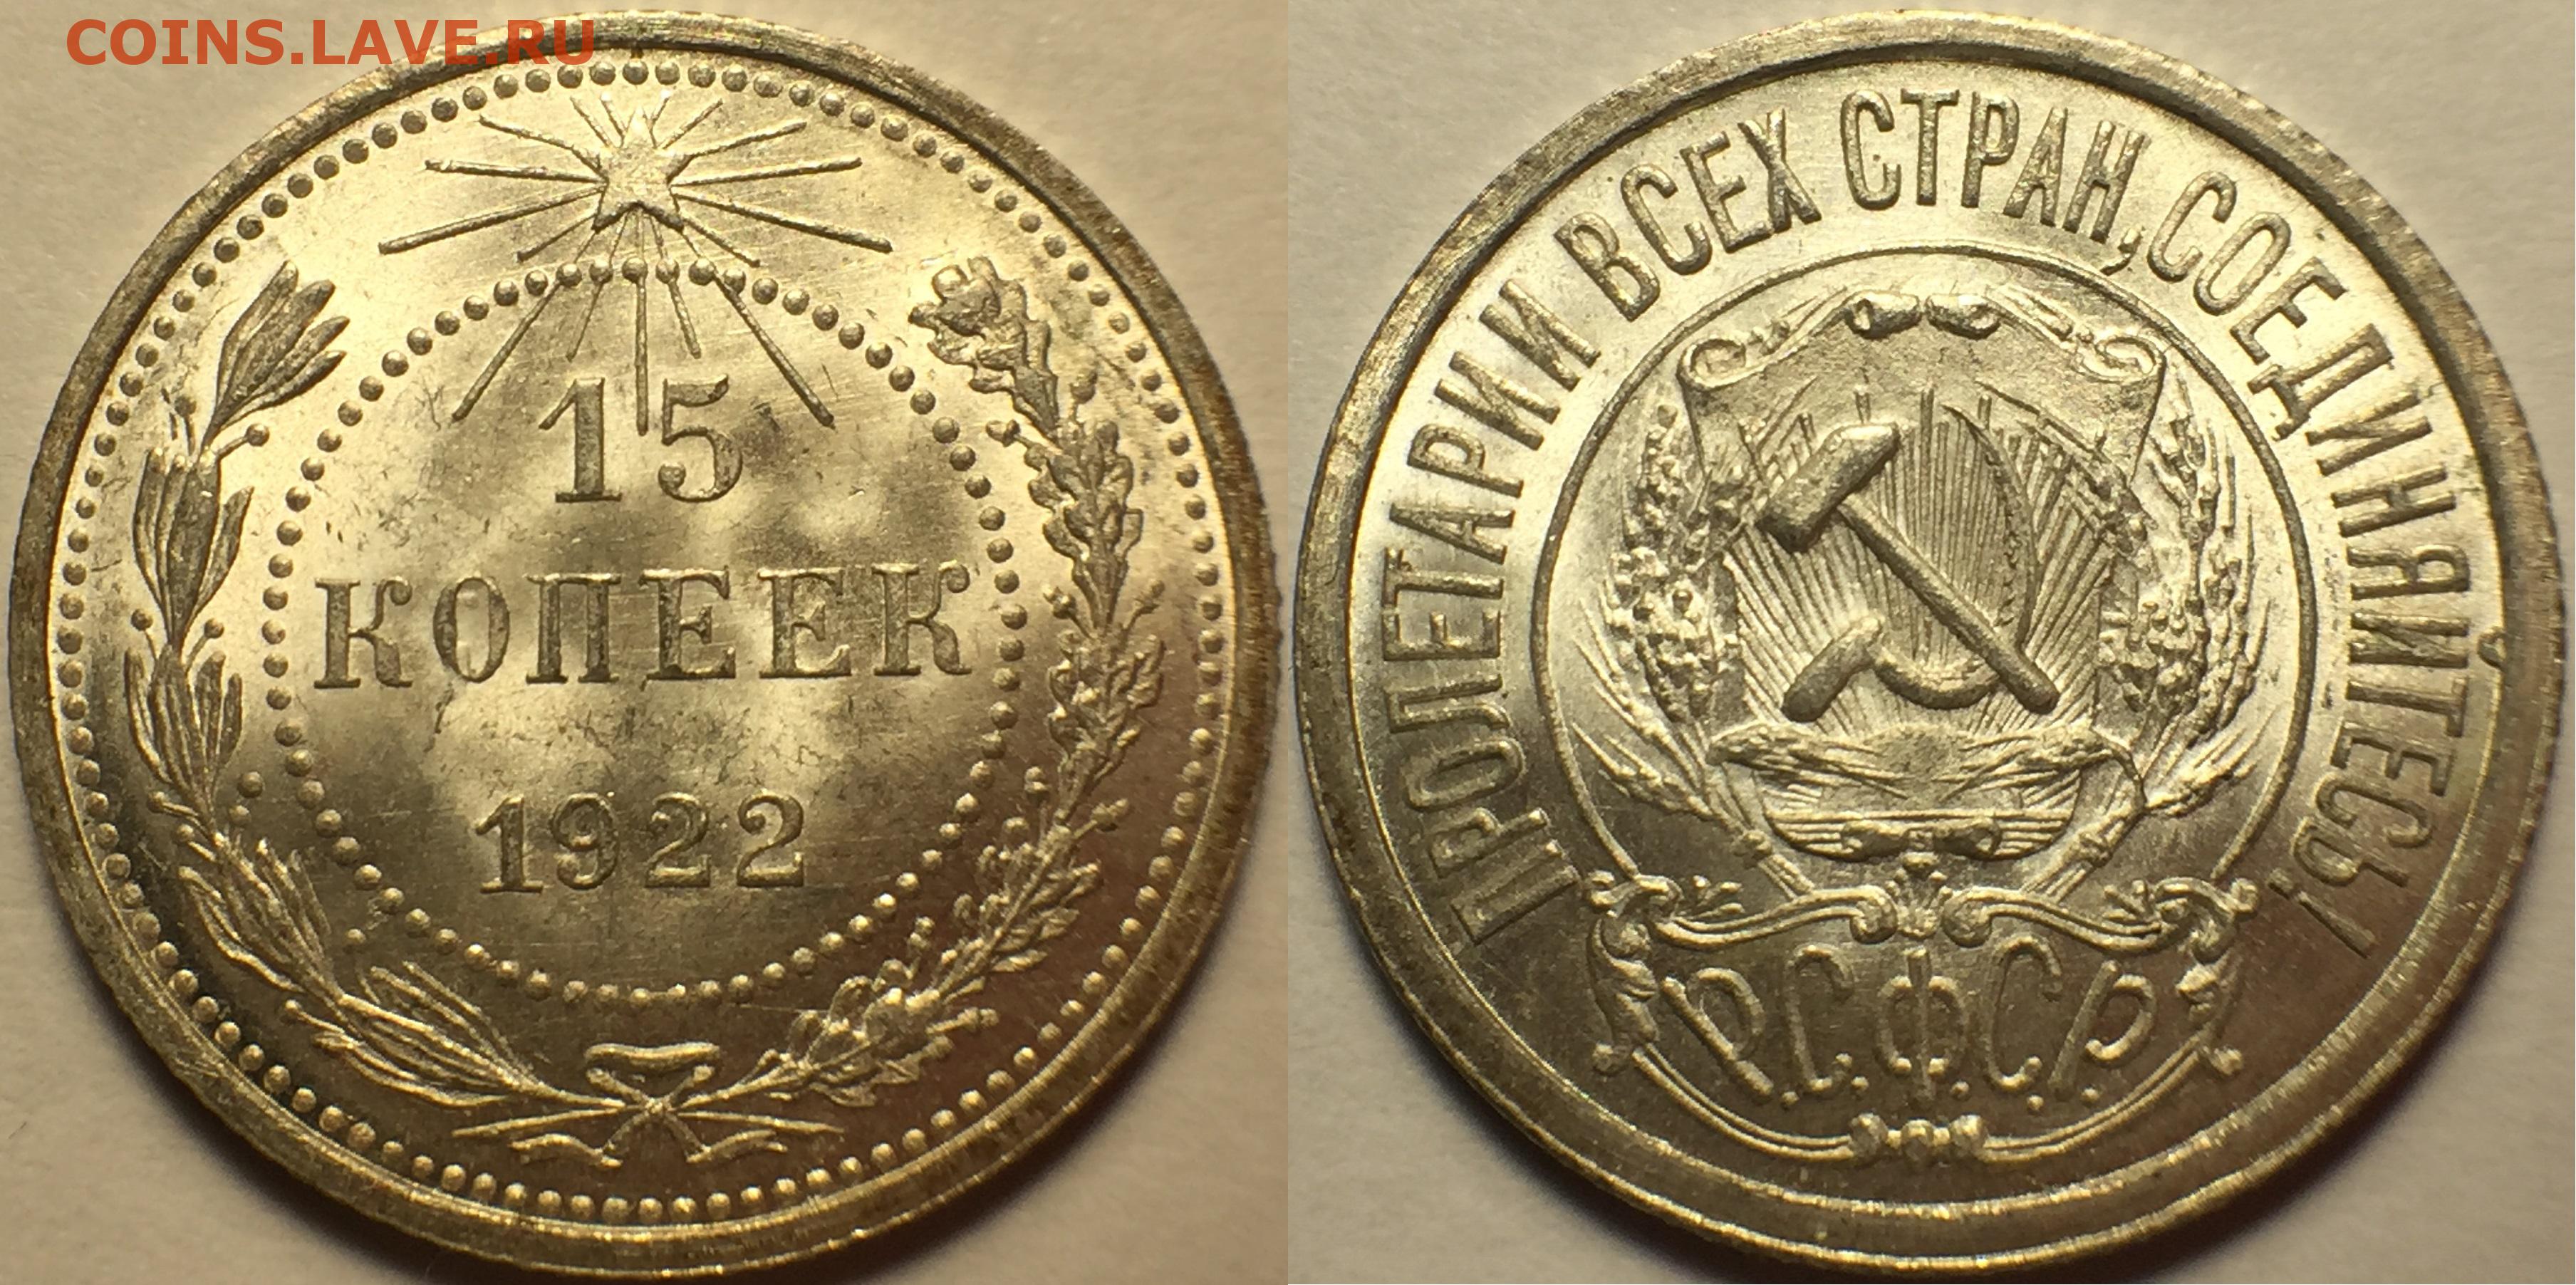 COINS.LAVE.RU
15
КОПЕЕК
1922
ПРОЛЕТАРИИ ВСЕХ СТРАН, СОЕДИНЯЙТЕСЬ!
Р.С.Ф.С.Р.